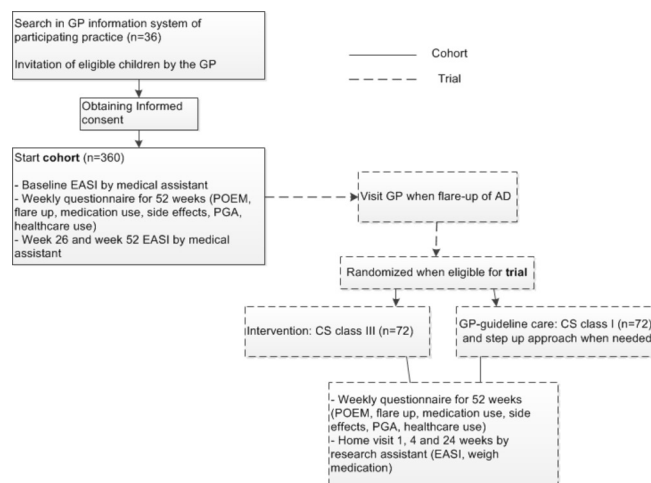 Search in GP information system of
participating practice (n=36)
Invitation of eligible children by the GP
Cohort
Trial
Obtaining Informed
consent
Start cohort (n=360)
- Baseline EASI by medical assistant
- Weekly questionnaire for 52 weeks (POEM,
flare up, medication use, side effects, PGA,
healthcare use)
- Week 26 and week 52 EASI by medical
assistant
Visit GP when flare-up of AD
Randomized when eligible for trial
Intervention: CS class III (n=72)
GP-guideline care: CS class I (n=72)
and step up approach when needed
- Weekly questionnaire for 52 weeks
(POEM, flare up, medication use, side
effects, PGA, healthcare use)
- Home visit 1, 4 and 24 weeks by
research assistant (EASI, weigh
medication)